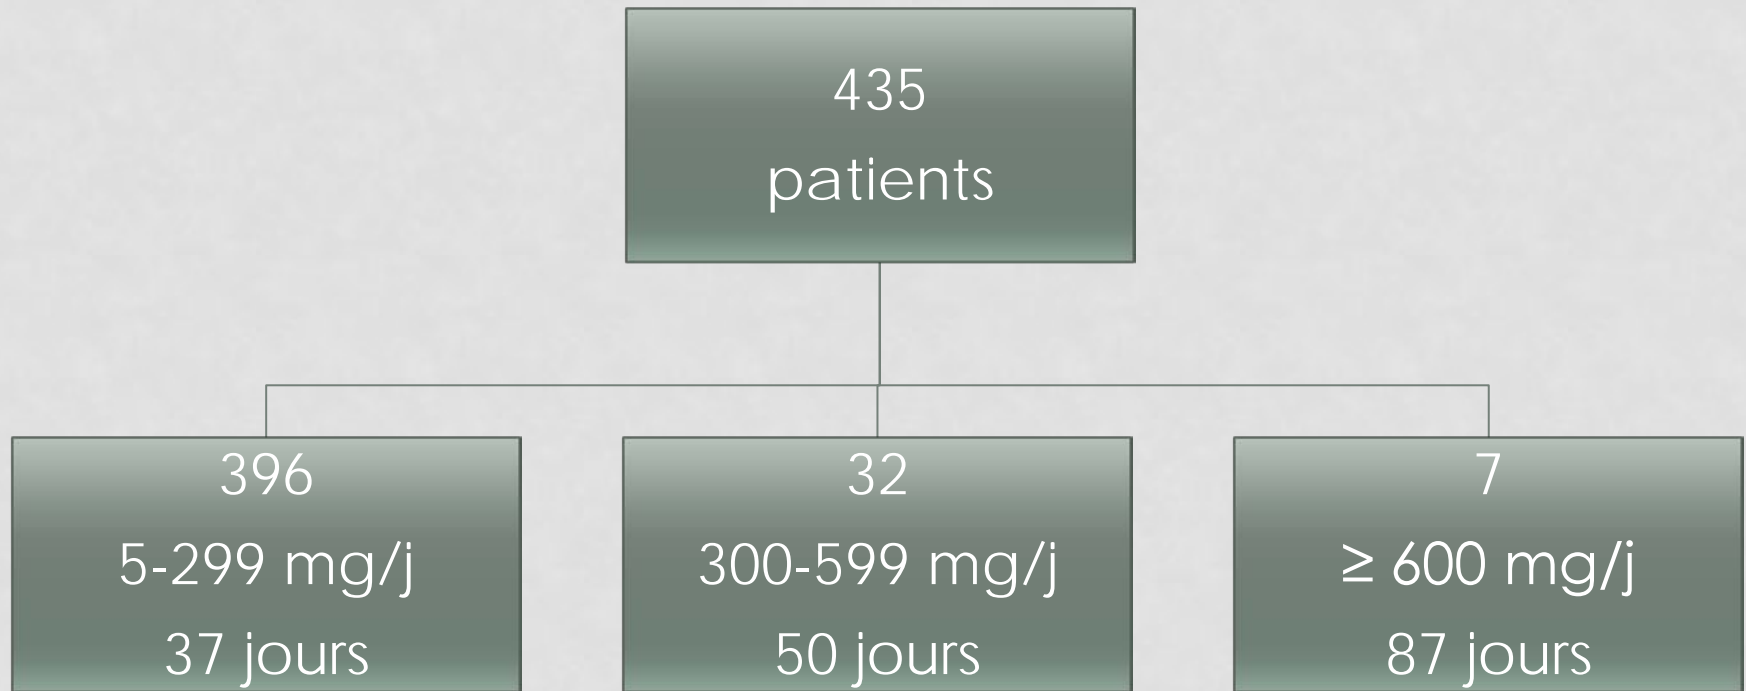 435
patients
396
5-299 mg/j
37 jours
32
300-599 mg/j
50 jours
7
≥ 600 mg/j
87 jours